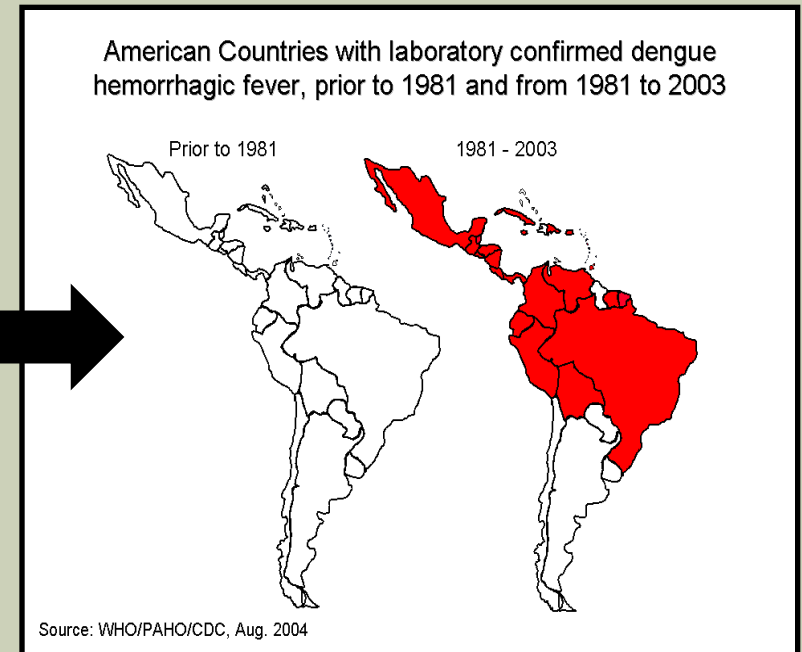 American Countries with laboratory confirmed dengue
hemorrhagic fever, prior to 1981 and from 1981 to 2003
Prior to 1981
1981 - 2003
Source: WHO/PAHO/CDC, Aug. 2004